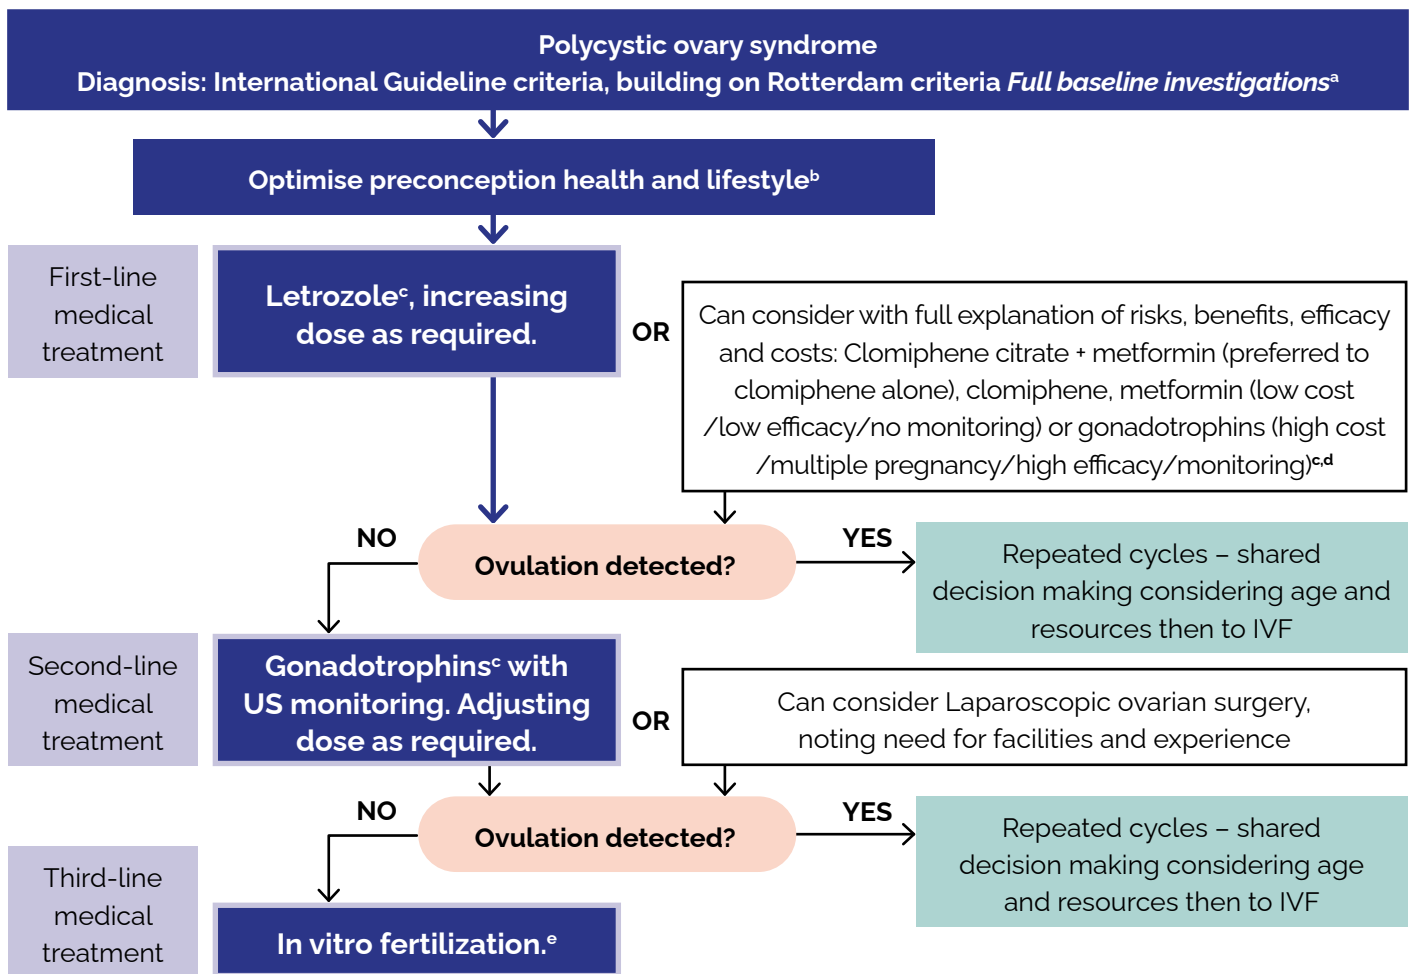 Polycystic ovary syndrome
Diagnosis: International Guideline criteria, building on Rotterdam criteria Full baseline investigationsᵃ
Optimise preconception health and lifestyleᵇ
First-line
medical
treatment
Letrozoleᶜ, increasing
dose as required.
OR
Can consider with full explanation of risks, benefits, efficacy
and costs: Clomiphene citrate + metformin (preferred to
clomiphene alone), clomiphene, metformin (low cost
/low efficacy/no monitoring) or gonadotrophins (high cost
/multiple pregnancy/high efficacy/monitoring)ᶜ,ᵈ
NO
Ovulation detected?
YES
Repeated cycles – shared
decision making considering age and
resources then to IVF
Second-line
medical
treatment
Gonadotrophinsᶜ with
US monitoring. Adjusting
dose as required.
OR
Can consider Laparoscopic ovarian surgery,
noting need for facilities and experience
NO
Ovulation detected?
YES
Repeated cycles – shared
decision making considering age
and resources then to IVF
Third-line
medical
treatment
In vitro fertilization.ᵉ